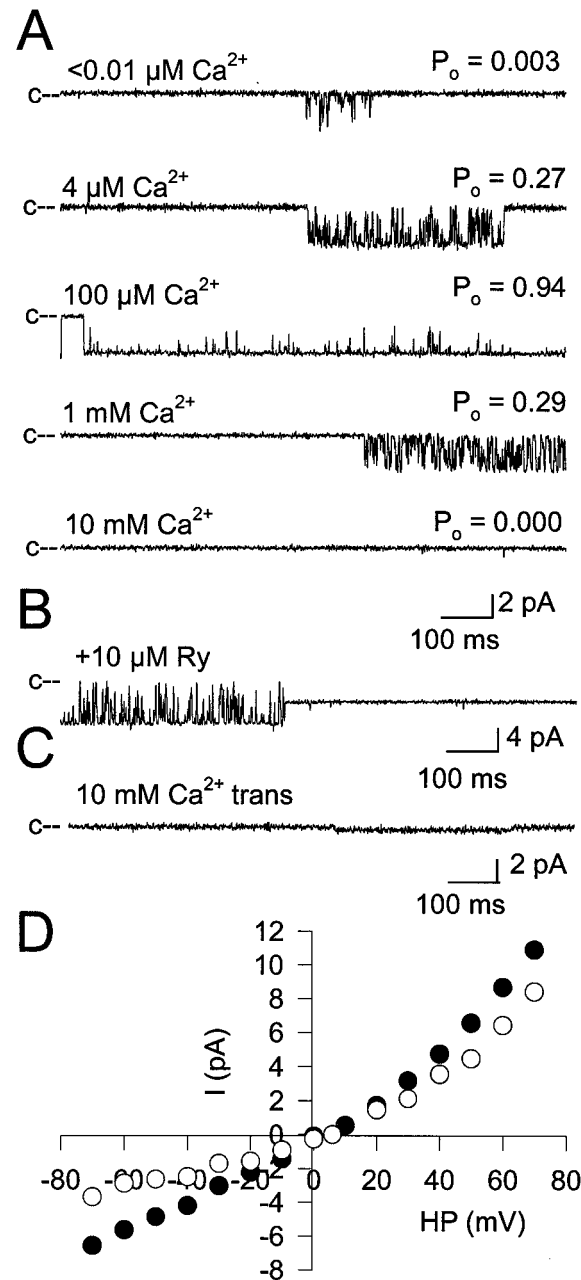 A
<0.01 µM Ca2+ Po = 0.003
c--
4 µM Ca2+ Po = 0.27
c--
100 µM Ca2+ Po = 0.94
c--
1 mM Ca2+ Po = 0.29
c--
10 mM Ca2+ Po = 0.000
c--
2 pA
100 ms
B
+10 µM Ry
c--
4 pA
100 ms
C
10 mM Ca2+ trans
c--
2 pA
100 ms
D
12
10
8
6
4
2
0
-2
-4
-6
-8
I (pA)
-80 -60 -40 -20 0 20 40 60 80
HP (mV)